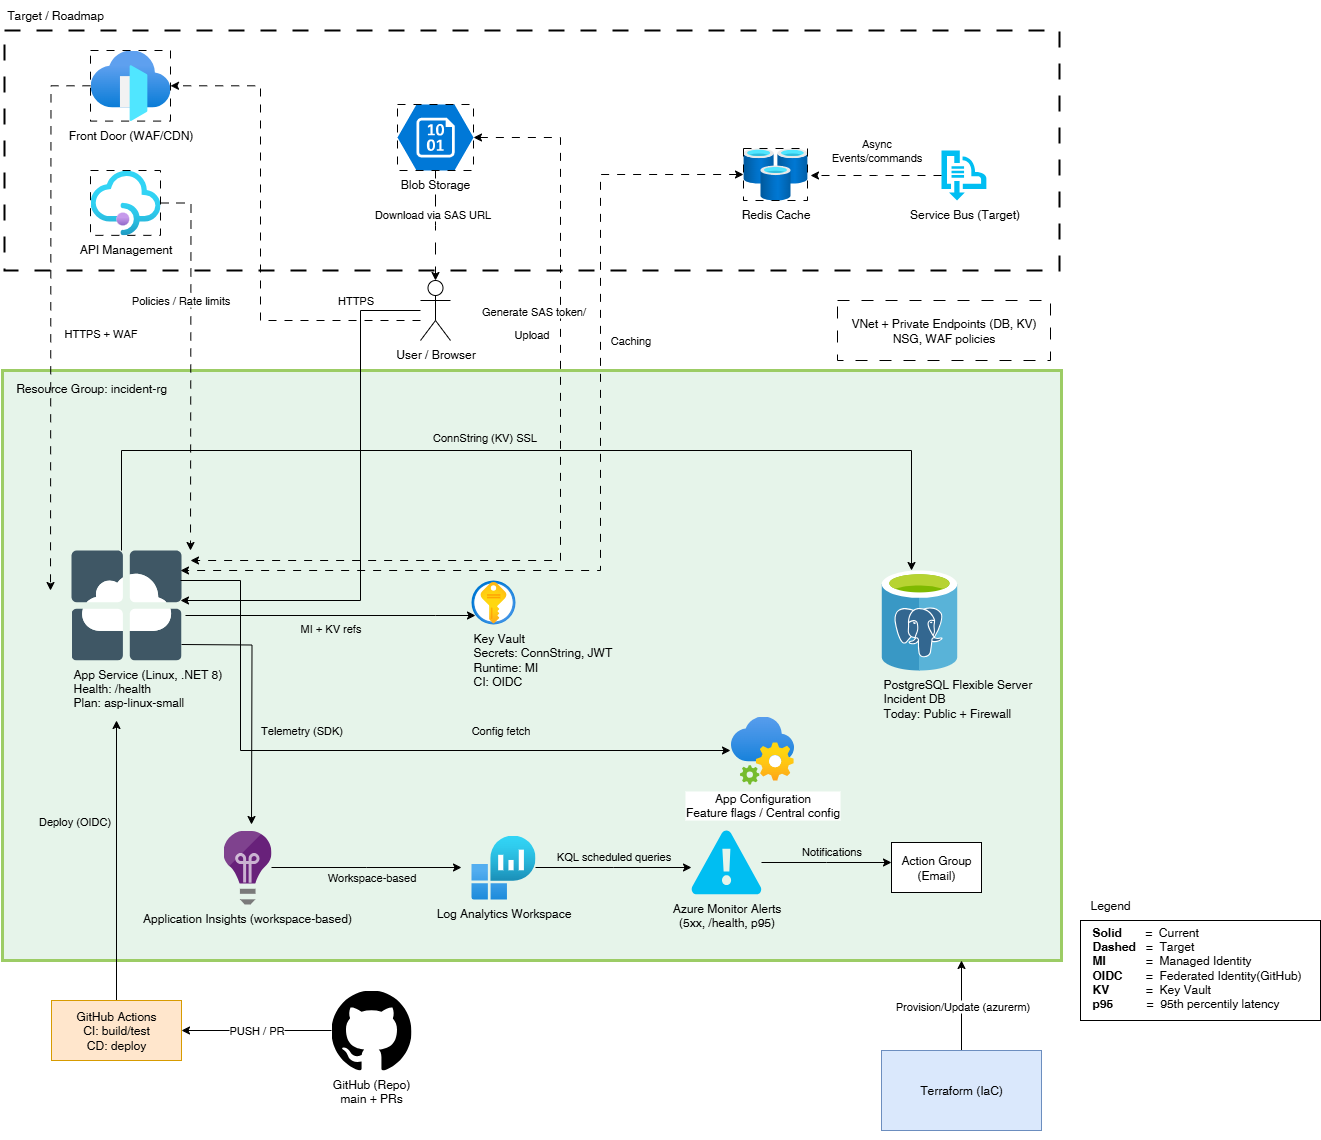 Target / Roadmap
Front Door (WAF/CDN)
10
01
Blob Storage
Download via SAS URL
API Management
Async
Events/commands
Redis Cache
Service Bus (Target)
Policies / Rate limits
HTTPS
HTTPS + WAF
User / Browser
Generate SAS token/
Upload
Caching
VNet + Private Endpoints (DB, KV)
NSG, WAF policies
Resource Group: incident-rg
ConnString (KV) SSL
App Service (Linux, .NET 8)
Health: /health
Plan: asp-linux-small
MI + KV refs
Key Vault
Secrets: ConnString, JWT
Runtime: MI
CI: OIDC
PostgreSQL Flexible Server
Incident DB
Today: Public + Firewall
Telemetry (SDK)
Config fetch
App Configuration
Feature flags / Central config
Deploy (OIDC)
Application Insights (workspace-based)
Workspace-based
Log Analytics Workspace
KQL scheduled queries
Azure Monitor Alerts
(5xx, /health, p95)
Notifications
Action Group
(Email)
Legend
Solid = Current
Dashed = Target
MI = Managed Identity
OIDC = Federated Identity(GitHub)
KV = Key Vault
p95 = 95th percentily latency
GitHub Actions
CI: build/test
CD: deploy
PUSH / PR
GitHub (Repo)
main + PRs
Provision/Update (azurerm)
Terraform (IaC)